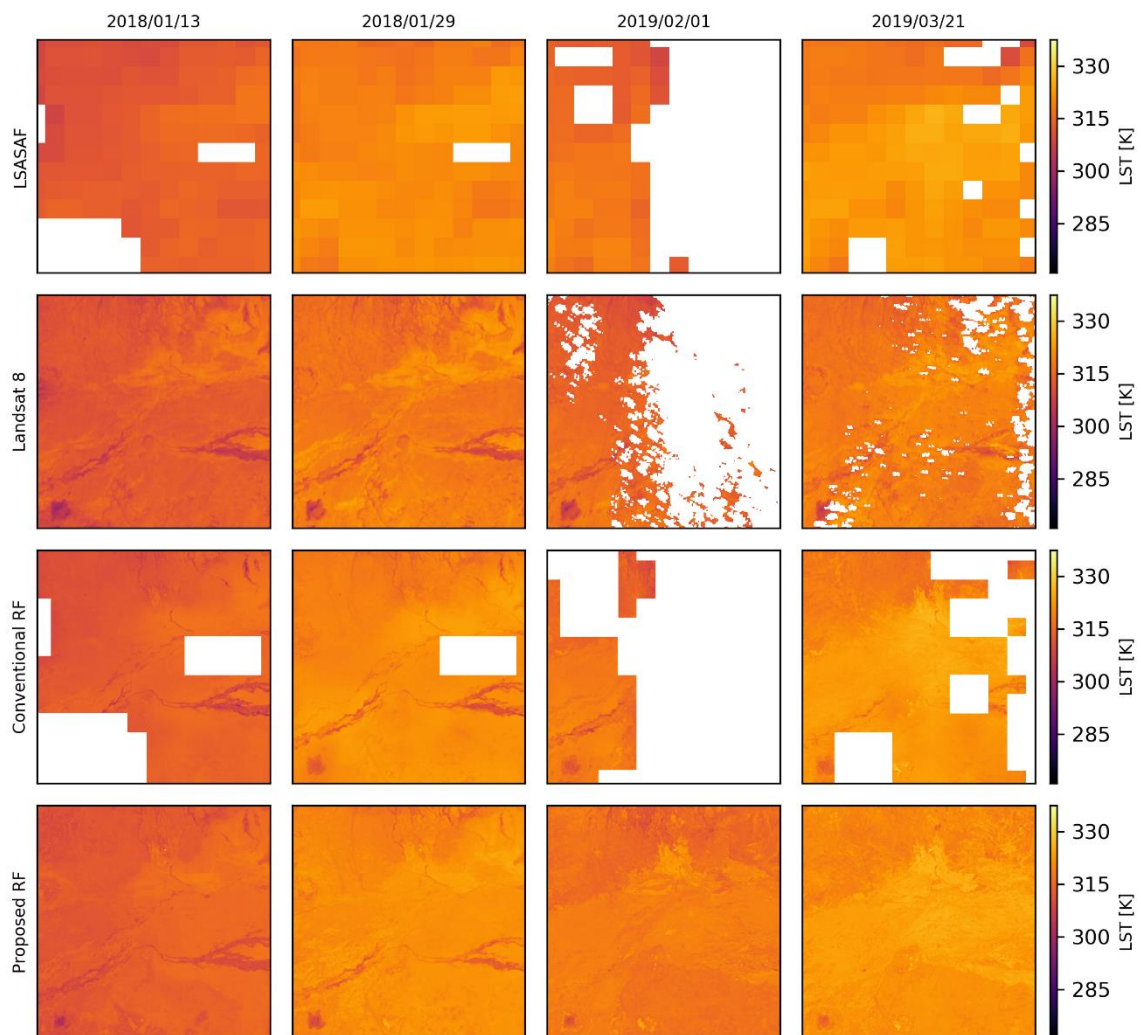 2018/01/13 2018/01/29 2019/02/01 2019/03/21
LSASAF
330
315
300
285
LST [K]
Landsat 8
330
315
300
285
LST [K]
Conventional RF
330
315
300
285
LST [K]
Proposed RF
330
315
300
285
LST [K]